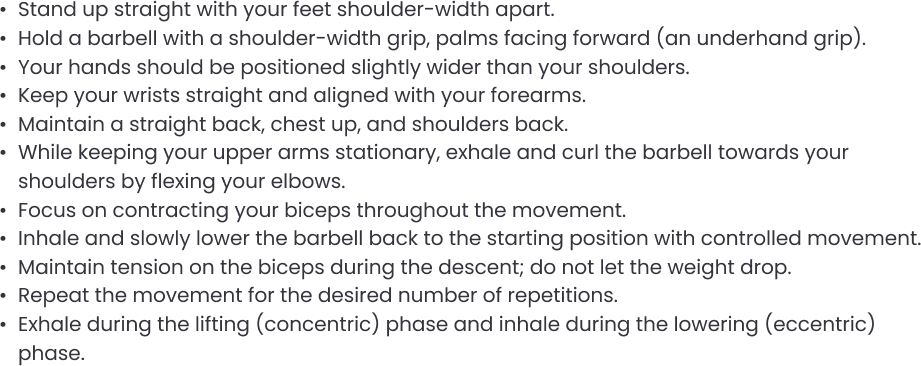 • Stand up straight with your feet shoulder-width apart.
• Hold a barbell with a shoulder-width grip, palms facing forward (an underhand grip).
• Your hands should be positioned slightly wider than your shoulders.
• Keep your wrists straight and aligned with your forearms.
• Maintain a straight back, chest up, and shoulders back.
• While keeping your upper arms stationary, exhale and curl the barbell towards your
shoulders by flexing your elbows.
• Focus on contracting your biceps throughout the movement.
• Inhale and slowly lower the barbell back to the starting position with controlled movement.
• Maintain tension on the biceps during the descent; do not let the weight drop.
• Repeat the movement for the desired number of repetitions.
• Exhale during the lifting (concentric) phase and inhale during the lowering (eccentric)
phase.